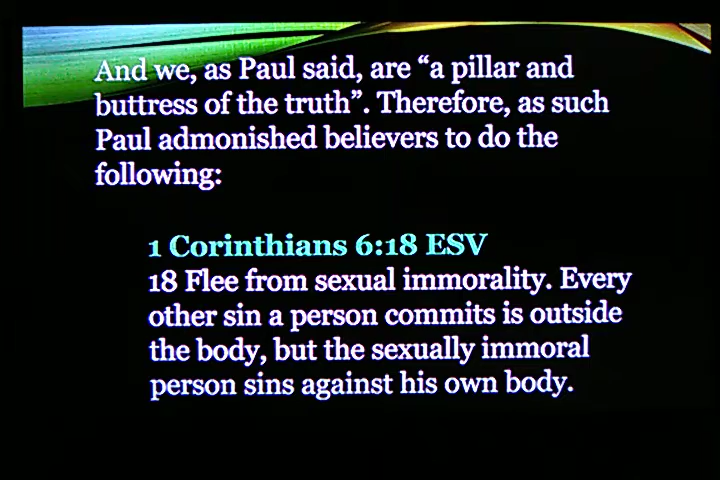 And we, as Paul said, are “a pillar and
buttress of the truth”. Therefore, as such
Paul admonished believers to do the
following:
1 Corinthians 6:18 ESV
18 Flee from sexual immorality. Every
other sin a person commits is outside
the body, but the sexually immoral
person sins against his own body.